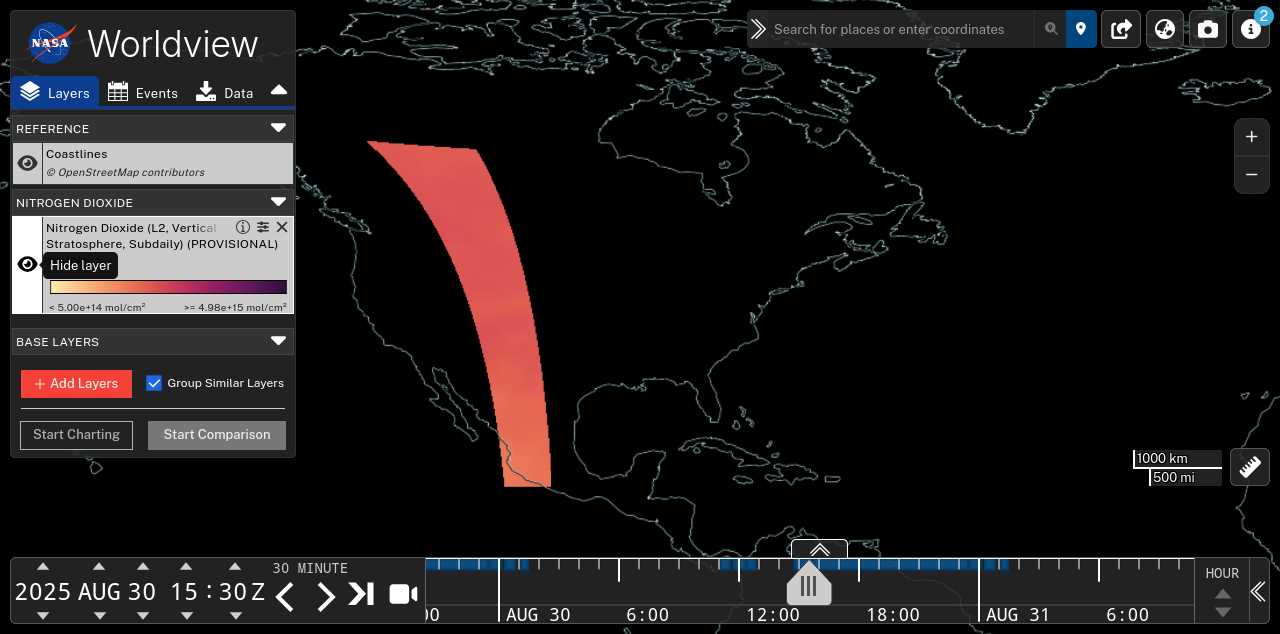 NASA Worldview
Search for places or enter coordinates
2
Layers
Events
Data
REFERENCE
Coastlines
© OpenStreetMap contributors
NITROGEN DIOXIDE
Nitrogen Dioxide (L2, Vertical
Stratosphere, Subdaily) (PROVISIONAL)
Hide layer
< 5.00e+14 mol/cm²
>= 4.98e+15 mol/cm²
BASE LAYERS
+ Add Layers
Group Similar Layers
Start Charting
Start Comparison
+
−
1000 km
500 mi
2025 AUG 30 15 : 30 Z
30 MINUTE
00
AUG 30
6:00
12:00
18:00
AUG 31
6:00
HOUR